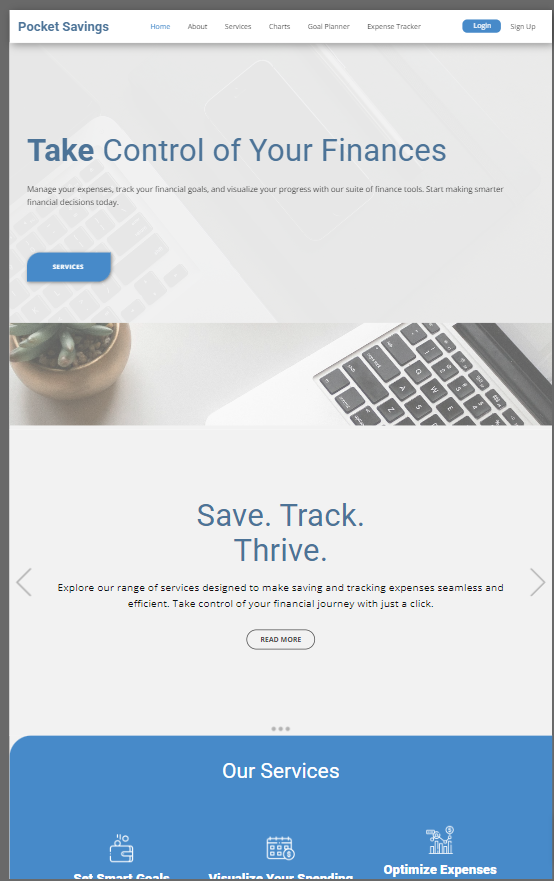 Pocket Savings Home About Services Charts Goal Planner Expense Tracker Login Sign Up
Take Control of Your Finances
Manage your expenses, track your financial goals, and visualize your progress with our suite of finance tools. Start making smarter
financial decisions today.
SERVICES
Save. Track.
Thrive.
Explore our range of services designed to make saving and tracking expenses seamless and
efficient. Take control of your financial journey with just a click.
READ MORE
Our Services
Set Smart Goals Visualize Your Spending Optimize Expenses